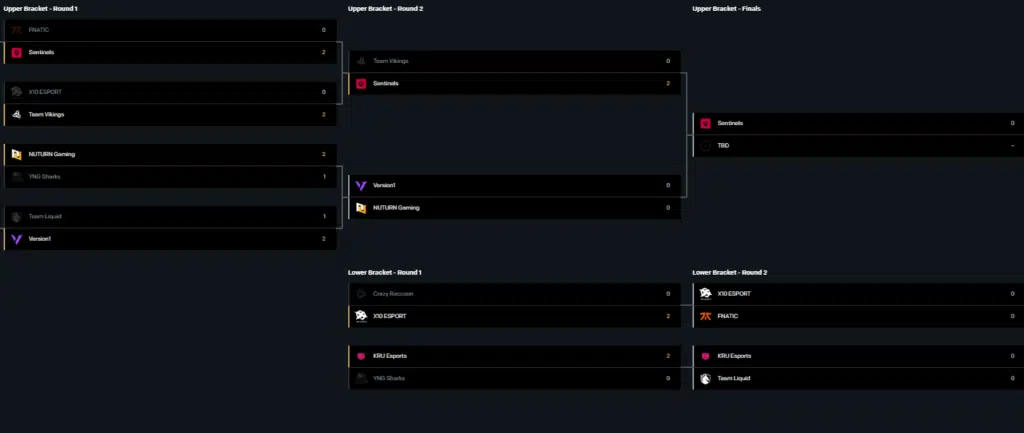 Upper Bracket - Round 1
FNATIC 0
Sentinels 2
X10 ESPORT 0
Team Vikings 2
NUTURN Gaming 2
YNG Sharks 1
Team Liquid 1
Version1 2
Upper Bracket - Round 2
Team Vikings 0
Sentinels 2
Version1 0
NUTURN Gaming 0
Upper Bracket - Finals
Sentinels 0
TBD -
Lower Bracket - Round 1
Crazy Raccoon 0
X10 ESPORT 2
KRU Esports 2
YNG Sharks 0
Lower Bracket - Round 2
X10 ESPORT 0
FNATIC 0
KRU Esports 0
Team Liquid 0